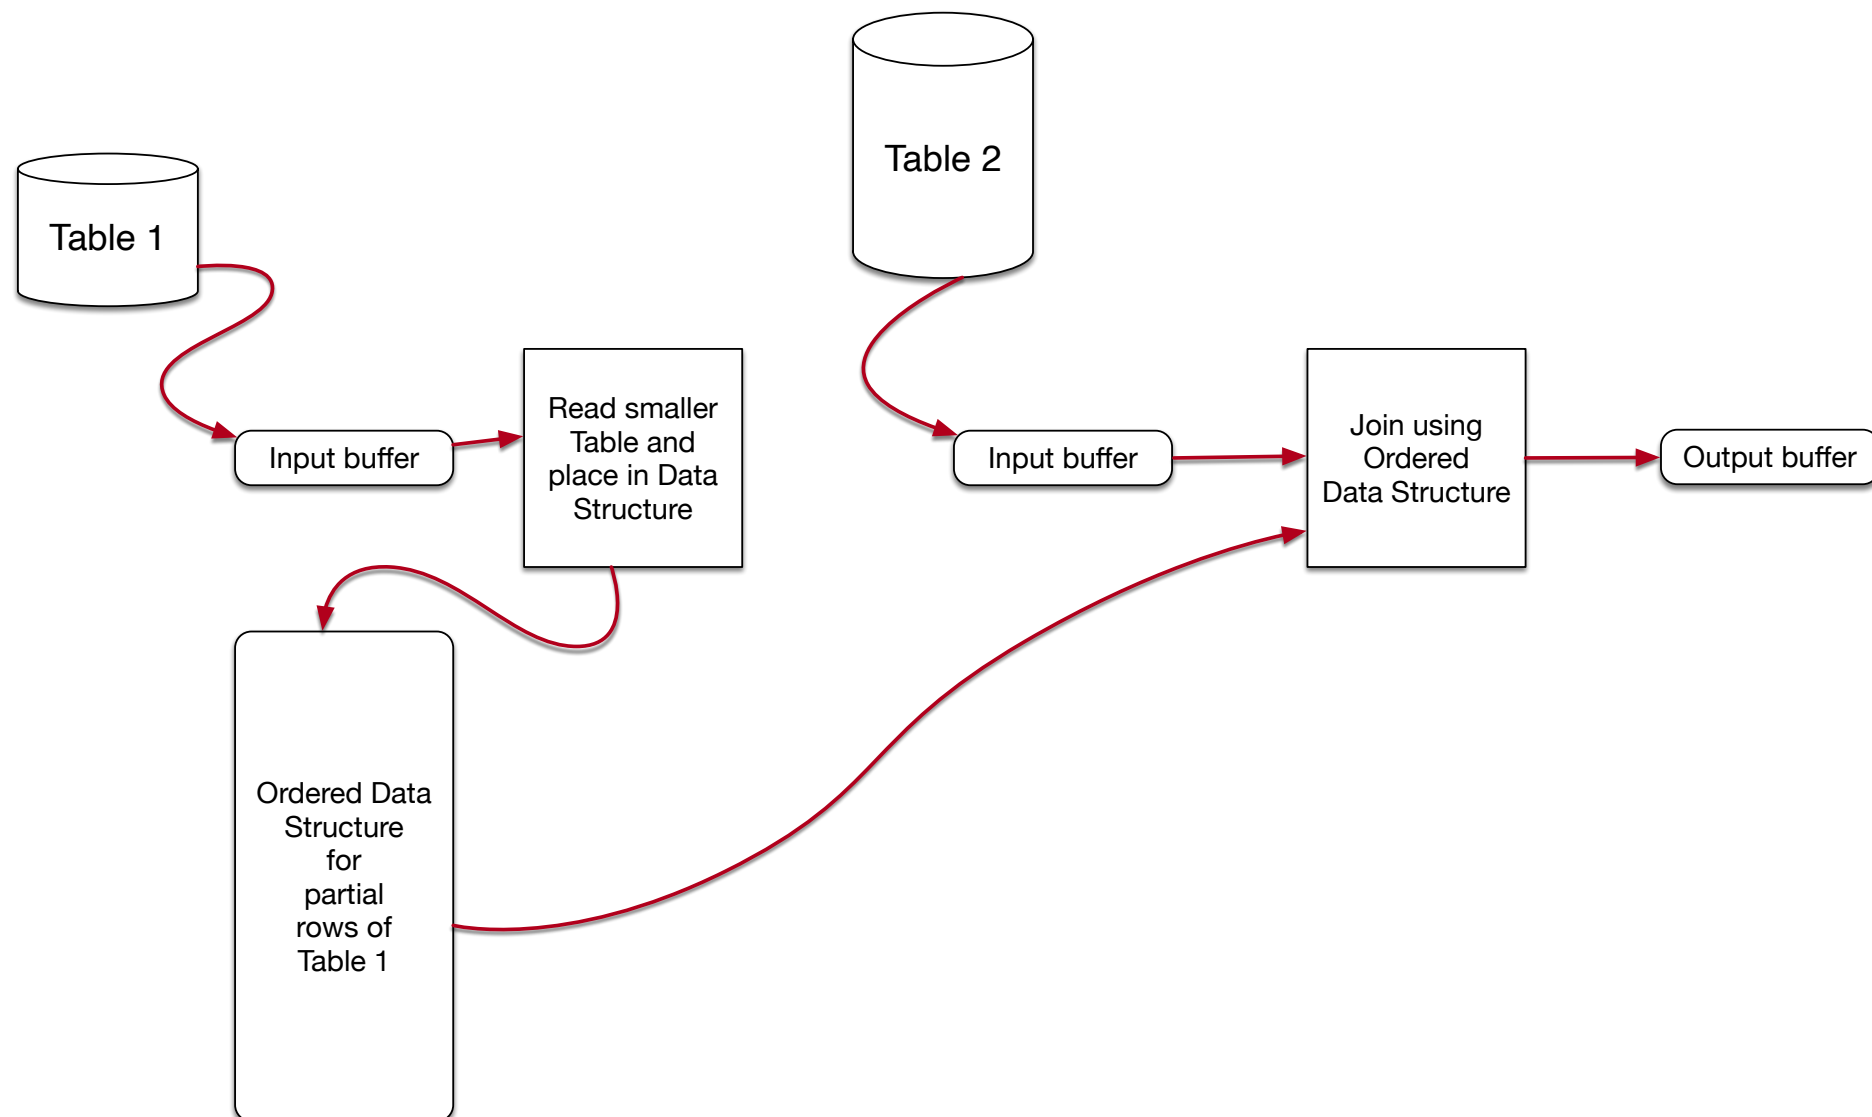 Table 1
Table 2
Input buffer
Read smaller
Table and
place in Data
Structure
Input buffer
Join using
Ordered
Data Structure
Output buffer
Ordered Data
Structure
for
partial
rows of
Table 1